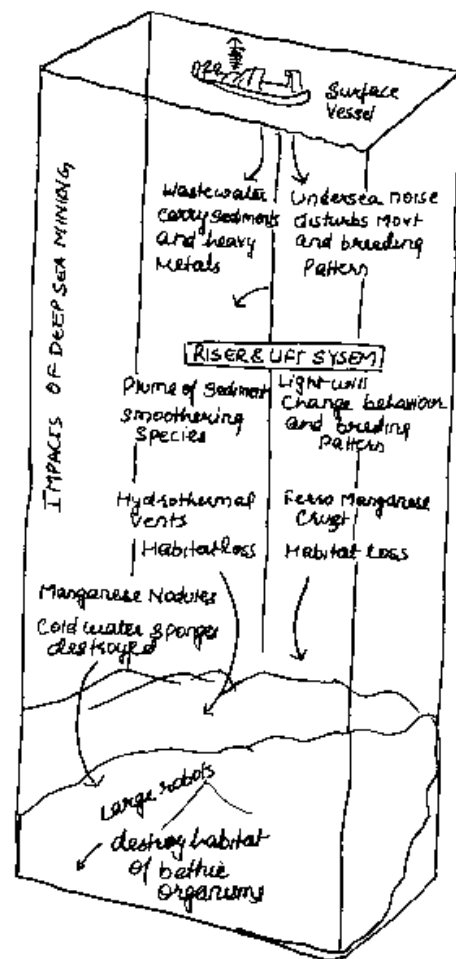 Surface
Vessel
IMPACTS OF DEEP SEA MINING
Wastewater
carry sediments
and heavy
Metals
Undersea noise
disturbs Movt
and breeding
Pattern
RISER & LIFT SYSEM
Plume of Sediment
smoothering
Species
Light will
Change behaviour
and breeding
Pattern
Hydrothermal
Vents
Habitat loss
Ferro Manganese
Crust
Habitat Loss
Manganese Nodules
Cold water sponges
destroyed
Large robots
destroy habitat
of bethic
organisms